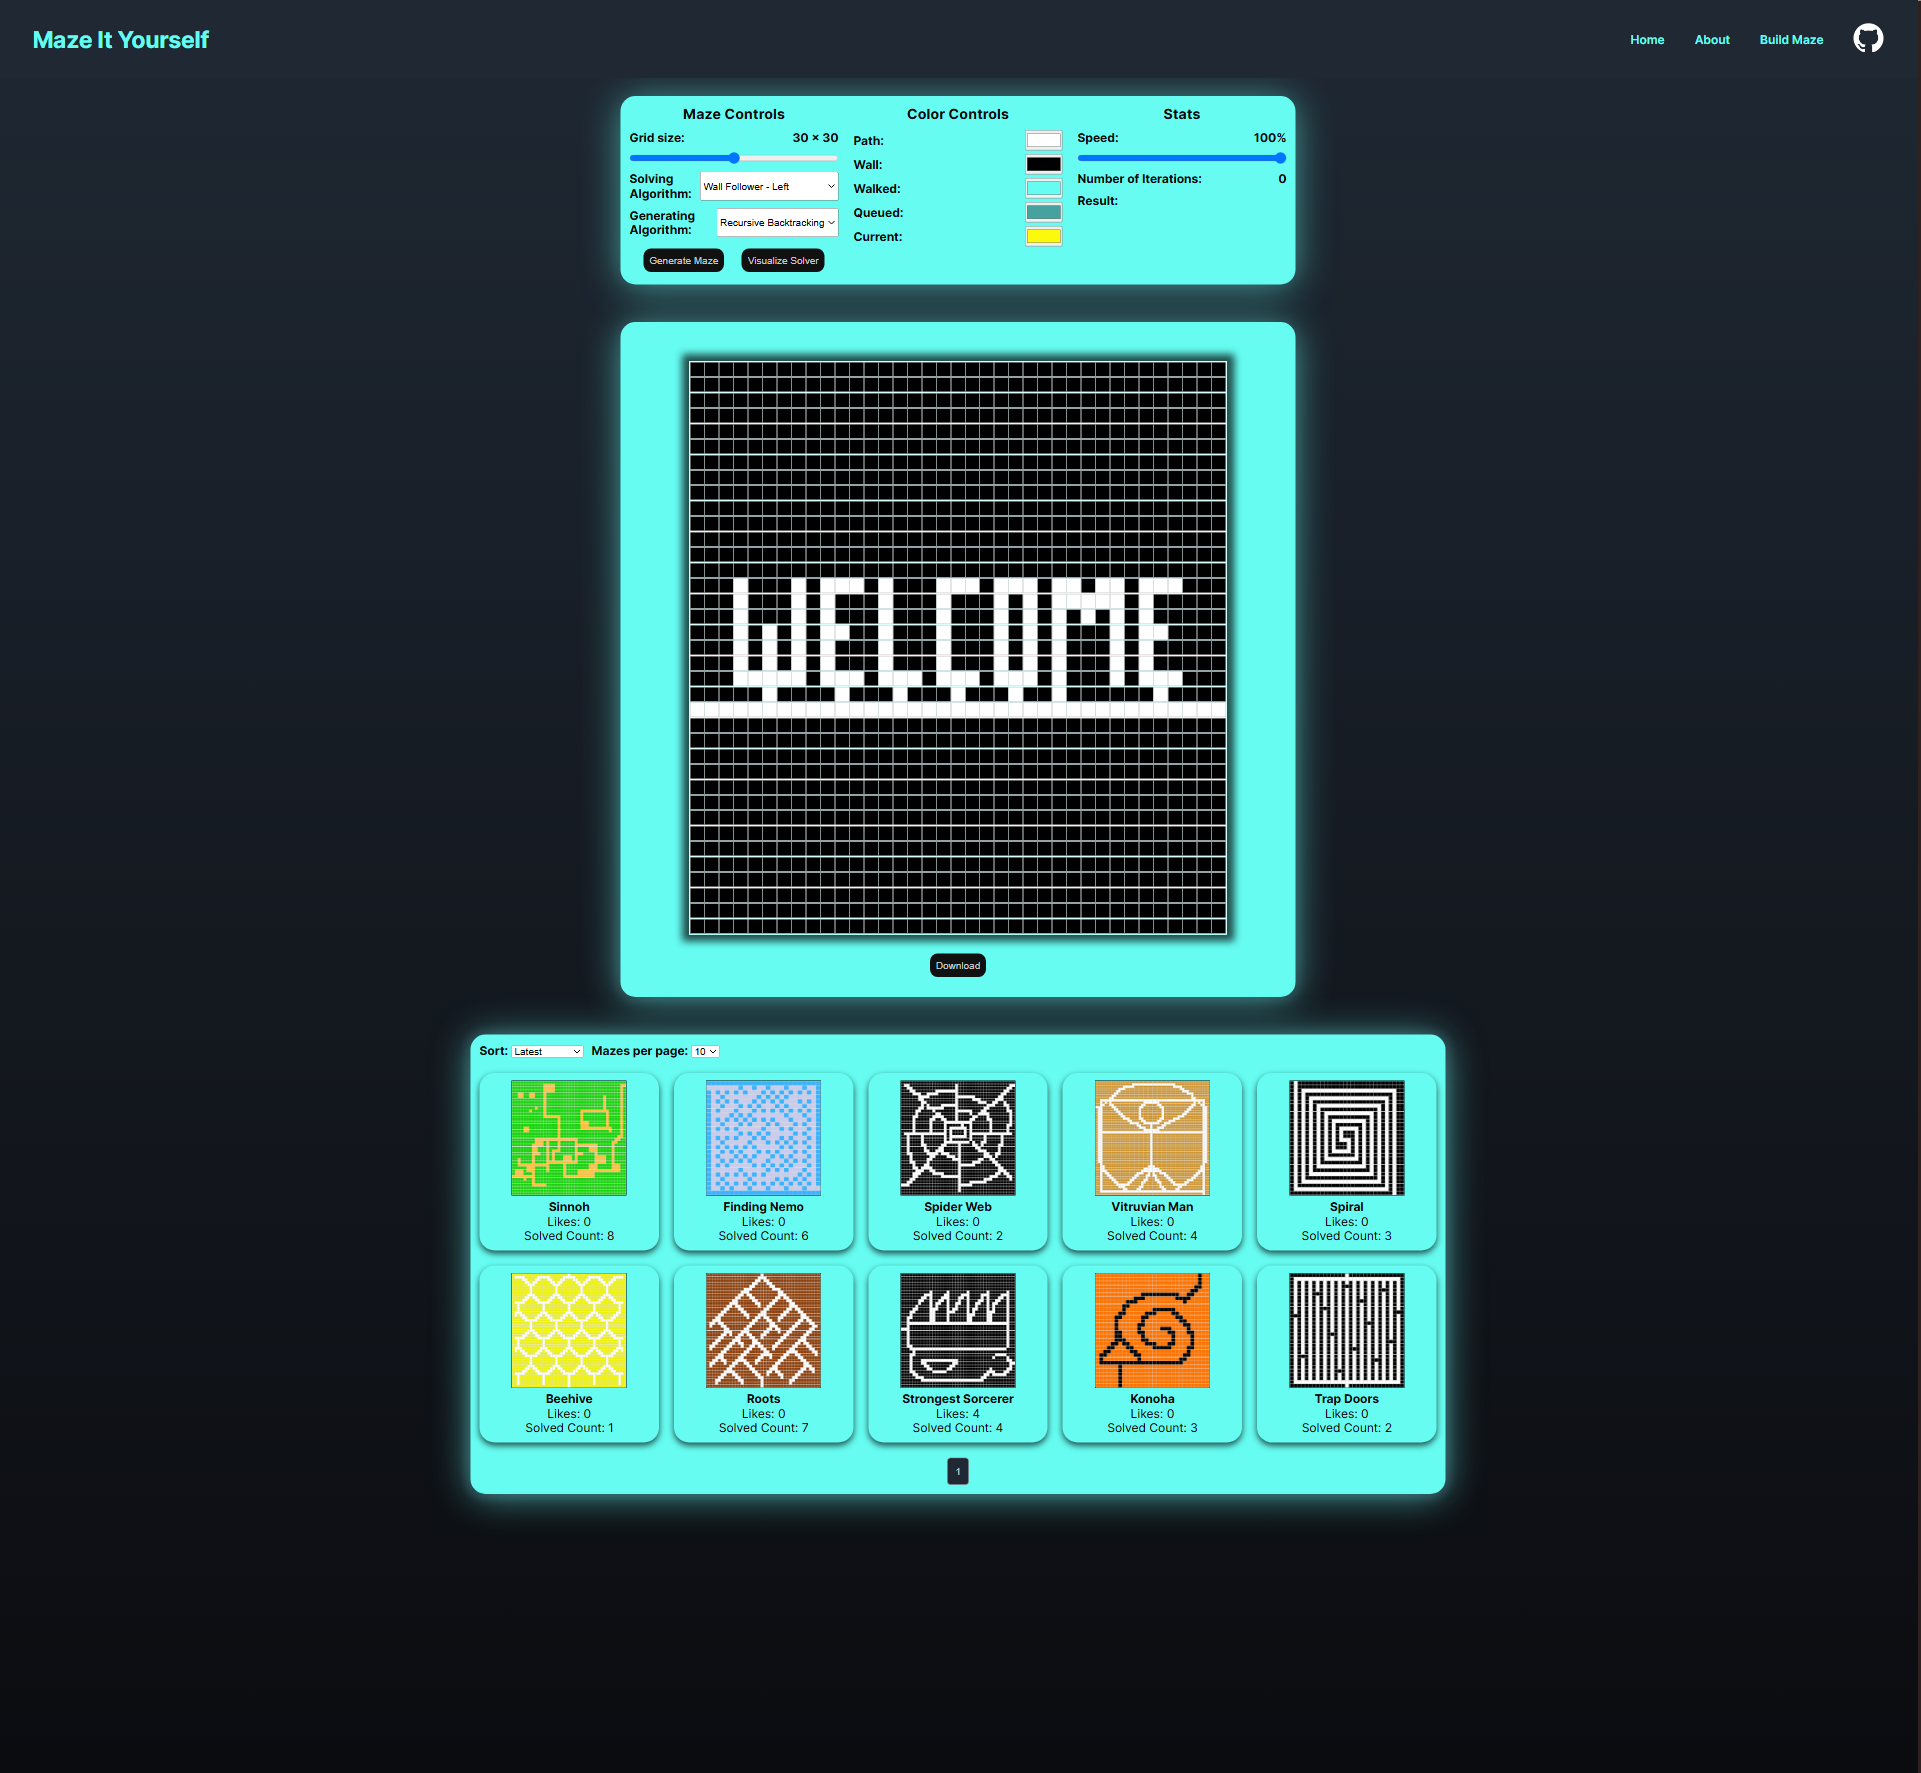 Maze It Yourself
Home About Build Maze
Maze Controls
Grid size: 30 × 30
Solving
Algorithm:
Wall Follower - Left
Generating
Algorithm:
Recursive Backtracking
Generate Maze Visualize Solver
Color Controls
Path:
Wall:
Walked:
Queued:
Current:
Stats
Speed: 100%
Number of Iterations: 0
Result:
WELCOME
Download
Sort: Latest Mazes per page: 10
Sinnoh
Likes: 0
Solved Count: 8
Finding Nemo
Likes: 0
Solved Count: 6
Spider Web
Likes: 0
Solved Count: 2
Vitruvian Man
Likes: 0
Solved Count: 4
Spiral
Likes: 0
Solved Count: 3
Beehive
Likes: 0
Solved Count: 1
Roots
Likes: 0
Solved Count: 7
Strongest Sorcerer
Likes: 4
Solved Count: 4
Konoha
Likes: 0
Solved Count: 3
Trap Doors
Likes: 0
Solved Count: 2
1